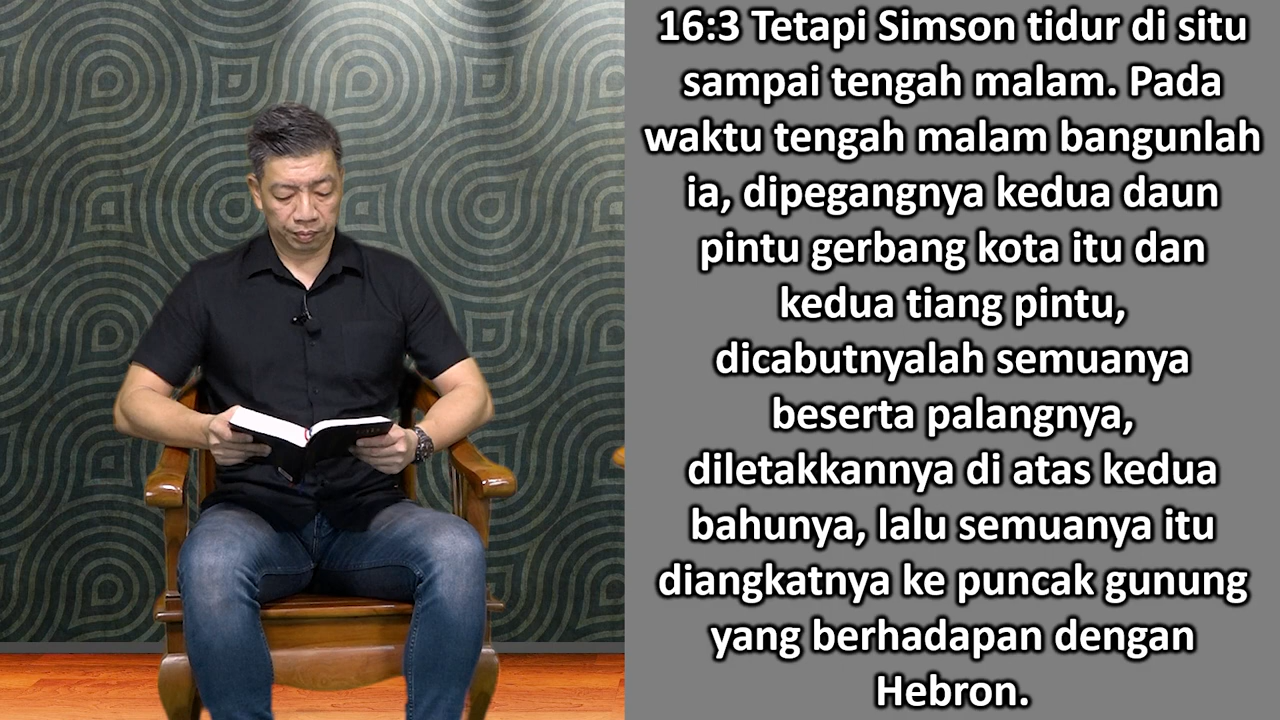 16:3 Tetapi Simson tidur di situ
sampai tengah malam. Pada
waktu tengah malam bangunlah
ia, dipegangnya kedua daun
pintu gerbang kota itu dan
kedua tiang pintu,
dicabutnyalah semuanya
beserta palangnya,
diletakkannya di atas kedua
bahunya, lalu semuanya itu
diangkatnya ke puncak gunung
yang berhadapan dengan
Hebron.